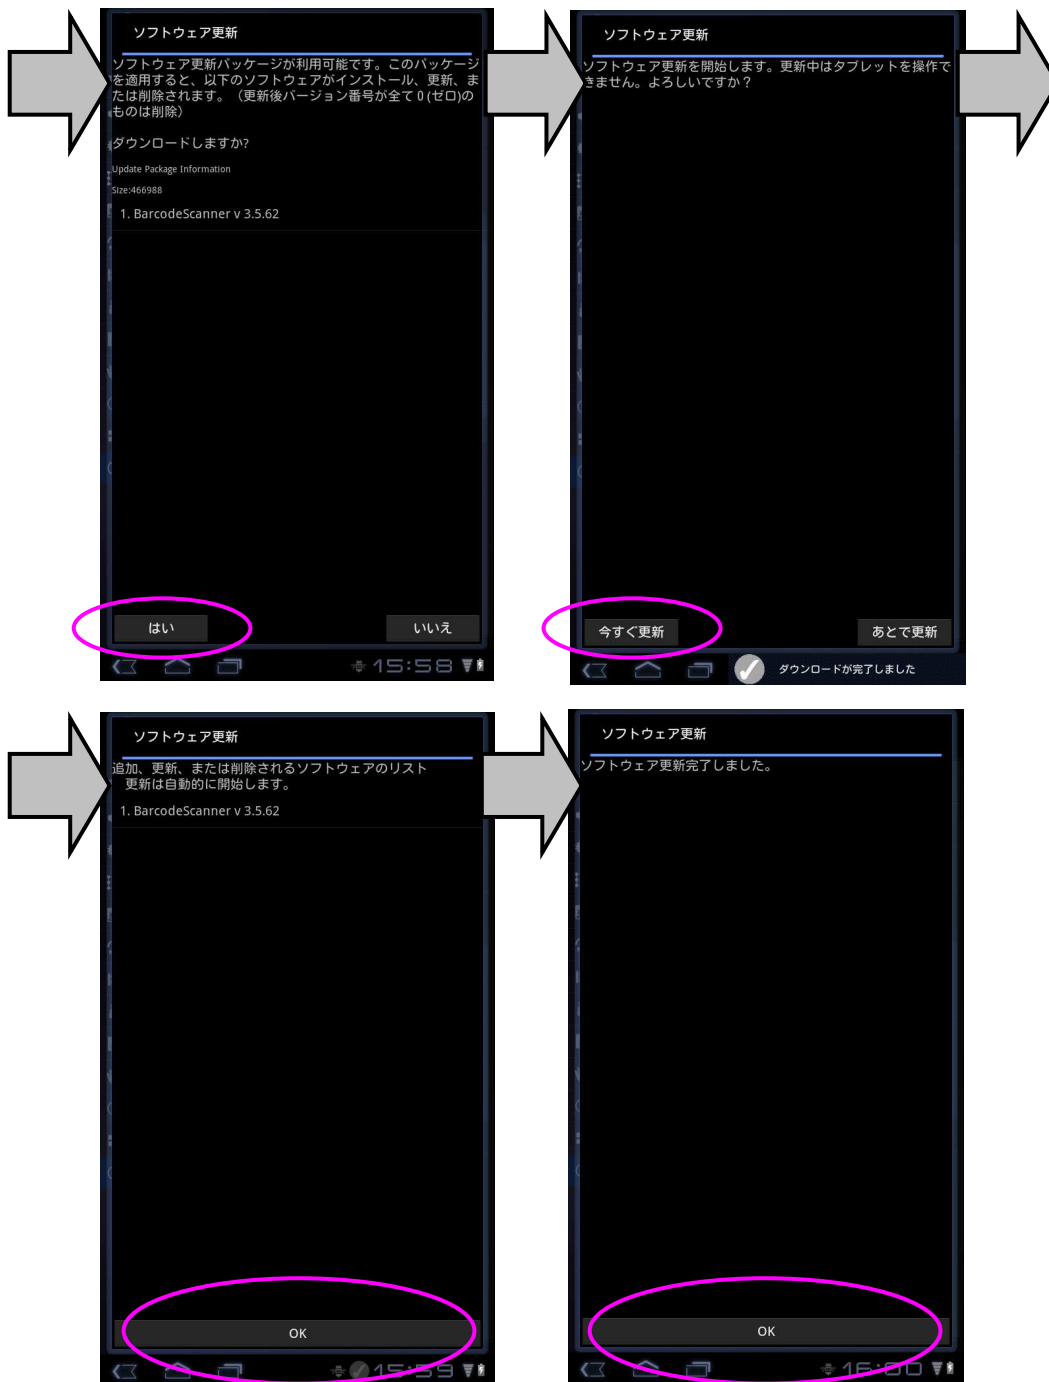 ソフトウェア更新
ソフトウェア更新パッケージが利用可能です。このパッケージ
を適用すると、以下のソフトウェアがインストール、更新、ま
たは削除されます。（更新後バージョン番号が全て 0 (ゼロ)の
ものは削除）
ダウンロードしますか?
Update Package Information
Size:466988
1. BarcodeScanner v 3.5.62
はい
いいえ
15:58
ソフトウェア更新
ソフトウェア更新を開始します。更新中はタブレットを操作で
きません。よろしいですか？
今すぐ更新
あとで更新
ダウンロードが完了しました
ソフトウェア更新
追加、更新、または削除されるソフトウェアのリスト
更新は自動的に開始します。
1. BarcodeScanner v 3.5.62
OK
15:59
ソフトウェア更新
ソフトウェア更新完了しました。
OK
16:00